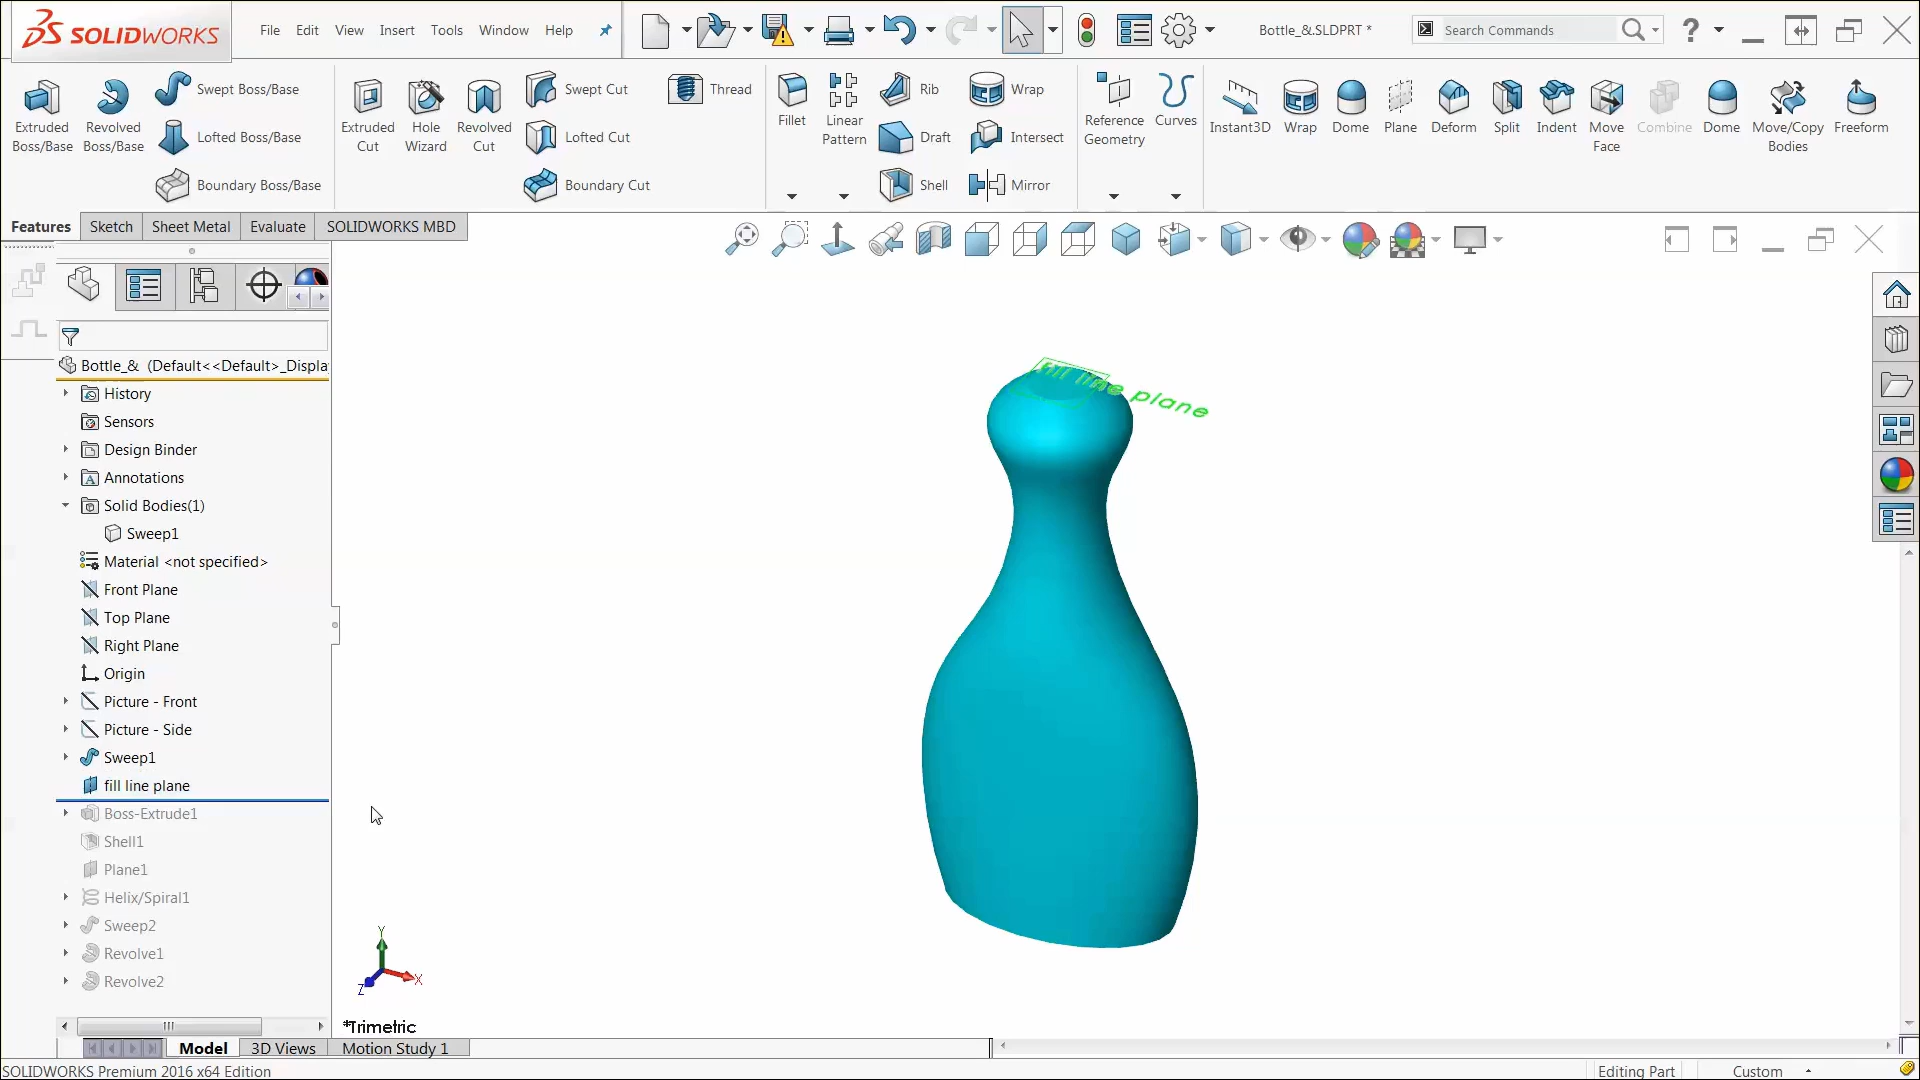 SOLIDWORKS
File Edit View Insert Tools Window Help
Bottle_&.SLDPRT *
Search Commands
?
Extruded Boss/Base
Revolved Boss/Base
Swept Boss/Base
Lofted Boss/Base
Boundary Boss/Base
Extruded Cut
Hole Wizard
Revolved Cut
Swept Cut
Lofted Cut
Boundary Cut
Thread
Fillet
Linear Pattern
Rib
Draft
Shell
Wrap
Intersect
Mirror
Reference Geometry
Curves
Instant3D
Wrap
Dome
Plane
Deform
Split
Indent
Move Face
Combine
Dome
Move/Copy Bodies
Freeform
Features Sketch Sheet Metal Evaluate SOLIDWORKS MBD
Bottle_& (Default<<Default>_Displa
History
Sensors
Design Binder
Annotations
Solid Bodies(1)
Sweep1
Material <not specified>
Front Plane
Top Plane
Right Plane
Origin
Picture - Front
Picture - Side
Sweep1
fill line plane
Boss-Extrude1
Shell1
Plane1
Helix/Spiral1
Sweep2
Revolve1
Revolve2
fill line plane
Y
X
Z
*Trimetric
Model 3D Views Motion Study 1
SOLIDWORKS Premium 2016 x64 Edition
Editing Part
Custom